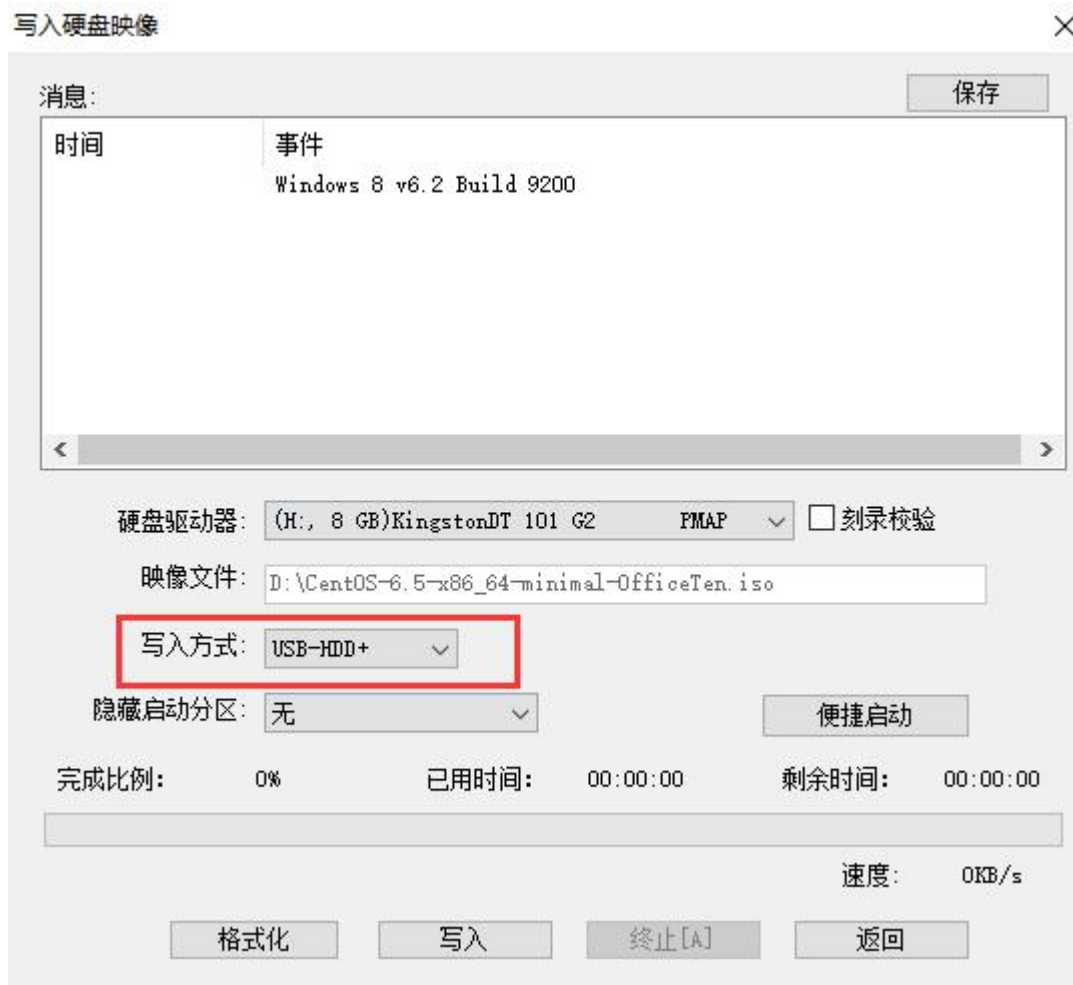 写入硬盘映像
消息: 保存
时间 事件
Windows 8 v6.2 Build 9200
硬盘驱动器: (H:, 8 GB)KingstonDT 101 G2 PMAP 刻录校验
映像文件: D:\CentOS-6.5-x86_64-minimal-OfficeTen.iso
写入方式: USB-HDD+
隐藏启动分区: 无 便捷启动
完成比例: 0% 已用时间: 00:00:00 剩余时间: 00:00:00
速度: 0KB/s
格式化 写入 终止[A] 返回